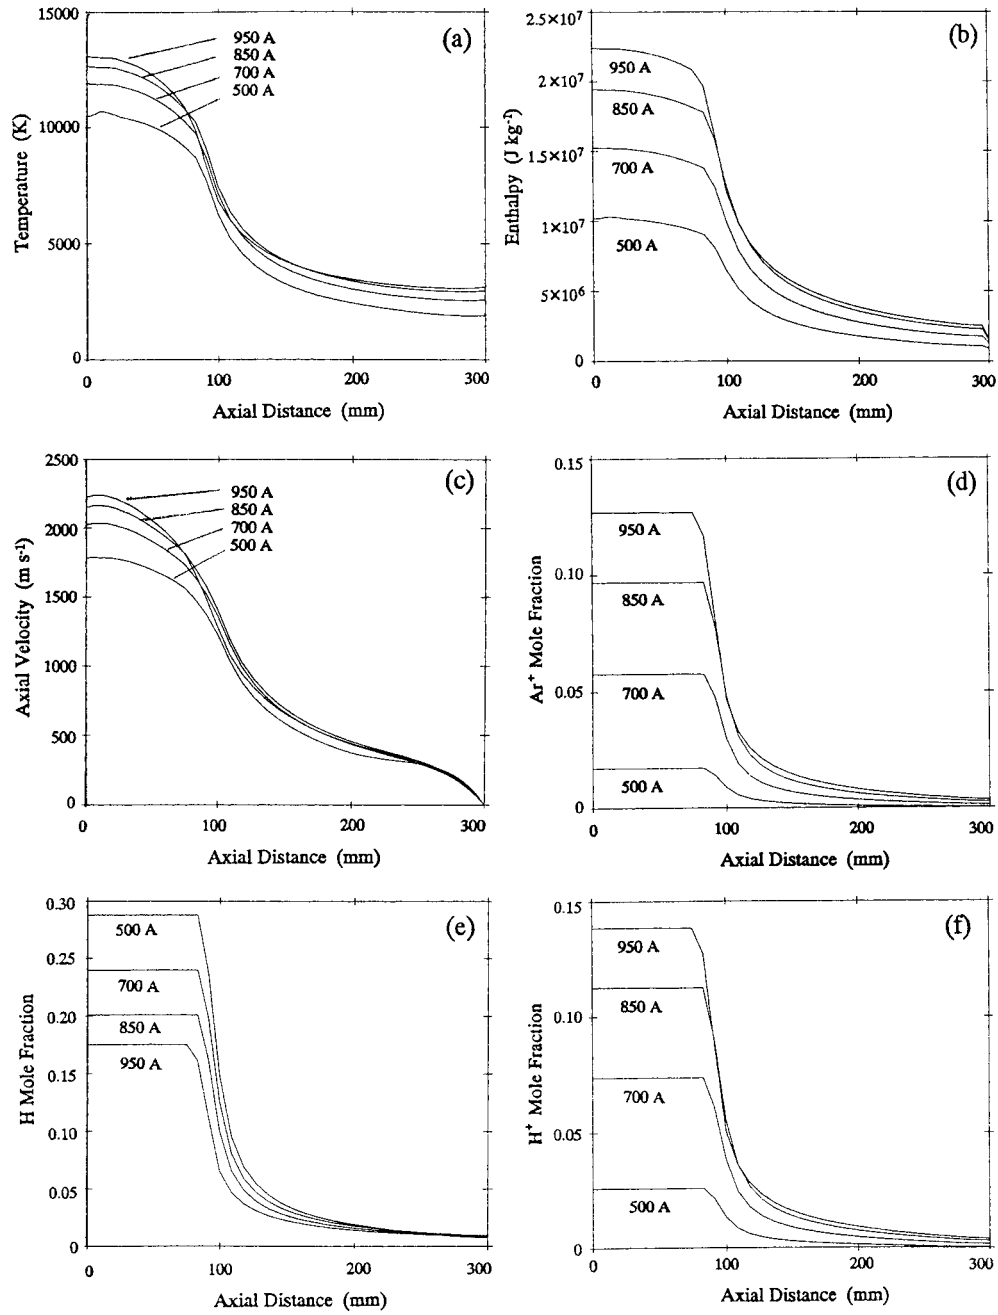 (a)
15000
10000
5000
0
Temperature (K)
950 A
850 A
700 A
500 A
0 100 200 300
Axial Distance (mm)
(b)
2.5×10⁷
2×10⁷
1.5×10⁷
1×10⁷
5×10⁶
0
Enthalpy (J kg⁻¹)
950 A
850 A
700 A
500 A
0 100 200 300
Axial Distance (mm)
(c)
2500
2000
1500
1000
500
0
Axial Velocity (m s⁻¹)
950 A
850 A
700 A
500 A
0 100 200 300
Axial Distance (mm)
(d)
0.15
0.10
0.05
0
Ar⁺ Mole Fraction
950 A
850 A
700 A
500 A
0 100 200 300
Axial Distance (mm)
(e)
0.30
0.25
0.20
0.15
0.10
0.05
0
H Mole Fraction
500 A
700 A
850 A
950 A
0 100 200 300
Axial Distance (mm)
(f)
0.15
0.10
0.05
0
H⁺ Mole Fraction
950 A
850 A
700 A
500 A
0 100 200 300
Axial Distance (mm)